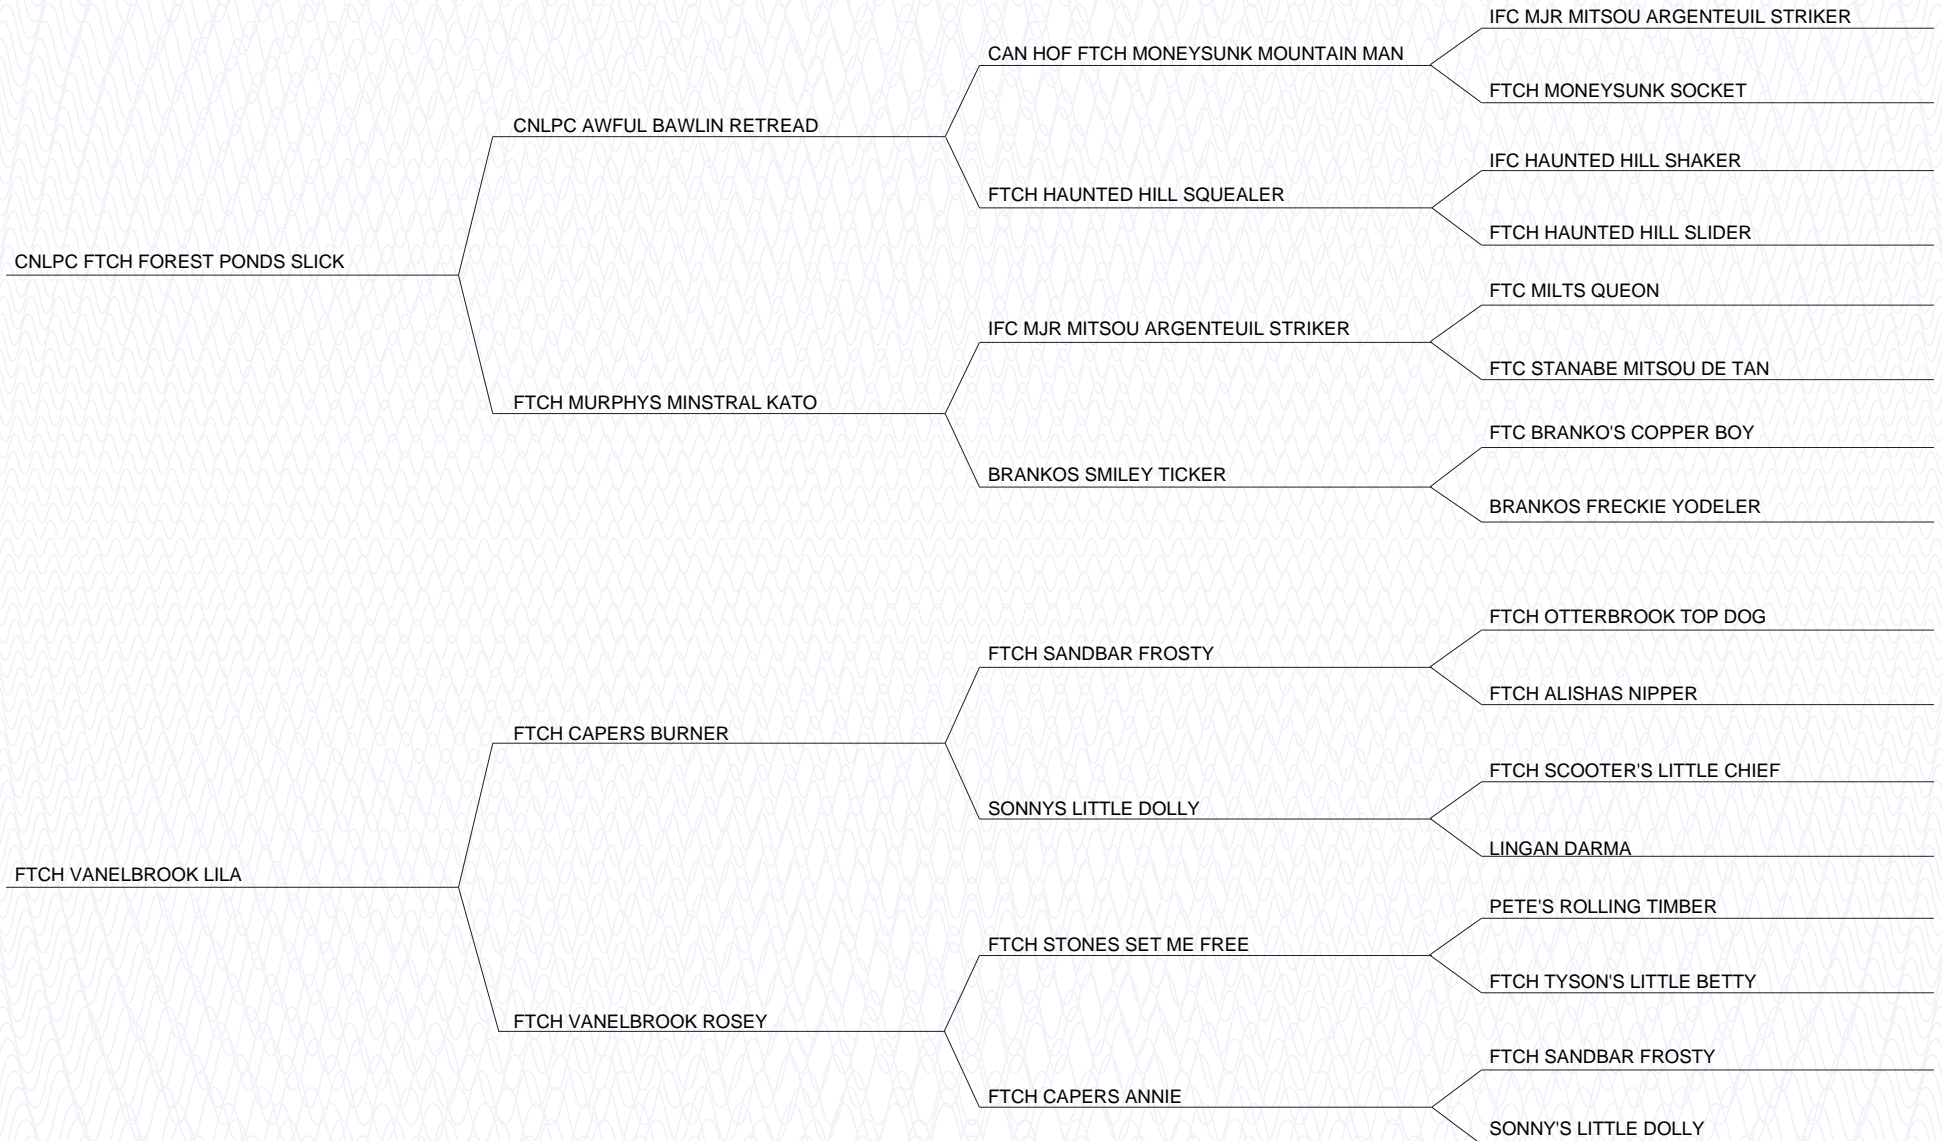 CNLPC FTCH FOREST PONDS SLICK
CNLPC AWFUL BAWLIN RETREAD
CAN HOF FTCH MONEYSUNK MOUNTAIN MAN
IFC MJR MITSOU ARGENTEUIL STRIKER
FTCH MONEYSUNK SOCKET
FTCH HAUNTED HILL SQUEALER
IFC HAUNTED HILL SHAKER
FTCH HAUNTED HILL SLIDER
FTCH MURPHYS MINSTRAL KATO
IFC MJR MITSOU ARGENTEUIL STRIKER
FTC MILTS QUEON
FTC STANABE MITSOU DE TAN
BRANKOS SMILEY TICKER
FTC BRANKO'S COPPER BOY
BRANKOS FRECKIE YODELER
FTCH VANELBROOK LILA
FTCH CAPERS BURNER
FTCH SANDBAR FROSTY
FTCH OTTERBROOK TOP DOG
FTCH ALISHAS NIPPER
SONNYS LITTLE DOLLY
FTCH SCOOTER'S LITTLE CHIEF
LINGAN DARMA
FTCH VANELBROOK ROSEY
FTCH STONES SET ME FREE
PETE'S ROLLING TIMBER
FTCH TYSON'S LITTLE BETTY
FTCH CAPERS ANNIE
FTCH SANDBAR FROSTY
SONNY'S LITTLE DOLLY